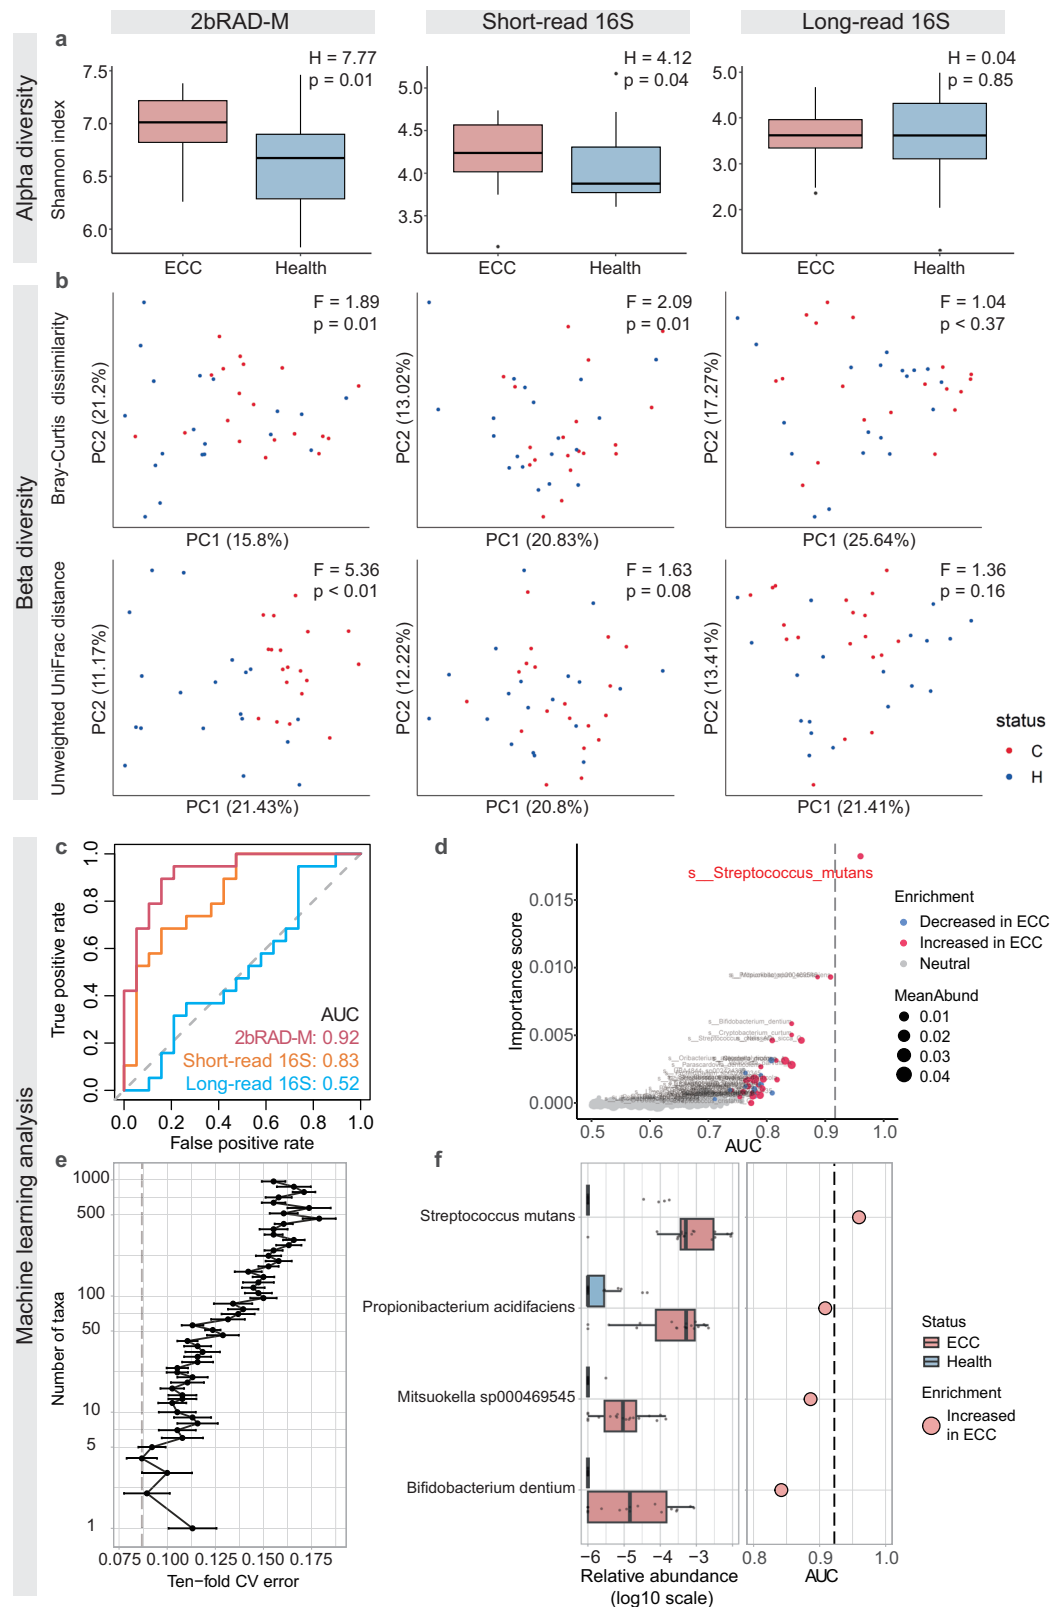 2bRAD-M
Short-read 16S
Long-read 16S
Alpha diversity
a
Shannon index
7.5
7.0
6.5
6.0
H = 7.77
p = 0.01
ECC
Health
5.0
4.5
4.0
3.5
H = 4.12
p = 0.04
ECC
Health
5.0
4.0
3.0
2.0
H = 0.04
p = 0.85
ECC
Health
Beta diversity
b
Bray-Curtis dissimilarity
PC2 (21.2%)
F = 1.89
p = 0.01
PC1 (15.8%)
PC2 (13.02%)
F = 2.09
p = 0.01
PC1 (20.83%)
PC2 (17.27%)
F = 1.04
p < 0.37
PC1 (25.64%)
Unweighted UniFrac distance
PC2 (11.17%)
F = 5.36
p < 0.01
PC1 (21.43%)
PC2 (12.22%)
F = 1.63
p = 0.08
PC1 (20.8%)
PC2 (13.41%)
F = 1.36
p = 0.16
PC1 (21.41%)
status
C
H
Machine learning analysis
c
True positive rate
1.0
0.8
0.6
0.4
0.2
0.0
AUC
2bRAD-M: 0.92
Short-read 16S: 0.83
Long-read 16S: 0.52
0.0
0.2
0.4
0.6
0.8
1.0
False positive rate
d
Importance score
0.015
0.010
0.005
0.000
s__Streptococcus_mutans
s__Bifidobacterium_dentium
s__Cryptobacterium_curtum
0.5
0.6
0.7
0.8
0.9
1.0
AUC
Enrichment
Decreased in ECC
Increased in ECC
Neutral
MeanAbund
0.01
0.02
0.03
0.04
e
Number of taxa
1000
500
100
50
10
5
1
0.075
0.100
0.125
0.150
0.175
Ten−fold CV error
f
Streptococcus mutans
Propionibacterium acidifaciens
Mitsuokella sp000469545
Bifidobacterium dentium
−6
−5
−4
−3
Relative abundance
(log10 scale)
0.8
0.9
1.0
AUC
Status
ECC
Health
Enrichment
Increased
in ECC